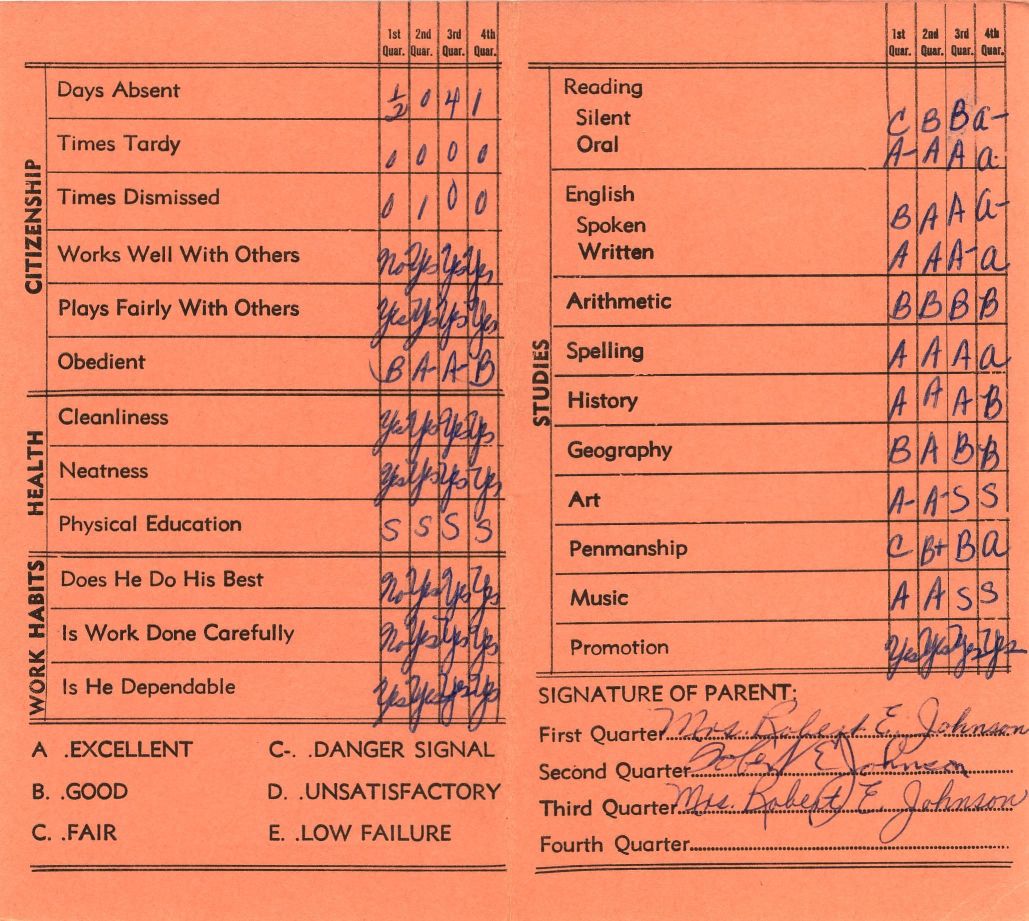 1st Quar. 2nd Quar. 3rd Quar. 4th Quar.
CITIZENSHIP
Days Absent ½ 0 4 1
Times Tardy 0 0 0 0
Times Dismissed 0 1 0 0
Works Well With Others No Yes Yes Yes
Plays Fairly With Others Yes Yes Yes Yes
Obedient B A- A- B
HEALTH
Cleanliness Yes Yes Yes Yes
Neatness Yes Yes Yes Yes
Physical Education S S S S
WORK HABITS
Does He Do His Best No Yes Yes Yes
Is Work Done Carefully No Yes Yes Yes
Is He Dependable Yes Yes Yes Yes
A .EXCELLENT C-. .DANGER SIGNAL
B. .GOOD D. .UNSATISFACTORY
C. .FAIR E. .LOW FAILURE
1st Quar. 2nd Quar. 3rd Quar. 4th Quar.
STUDIES
Reading
Silent C B B a-
Oral A- A A a
English
Spoken B A A a-
Written A A A- a
Arithmetic B B B B
Spelling A A A a
History A A A B
Geography B A B B
Art A- A- S S
Penmanship C B+ B a
Music A A S S
Promotion Yes Yes Yes Yes
SIGNATURE OF PARENT:
First Quarter Mrs. Robert E. Johnson
Second Quarter Robert E Johnson
Third Quarter Mrs. Robert E. Johnson
Fourth Quarter